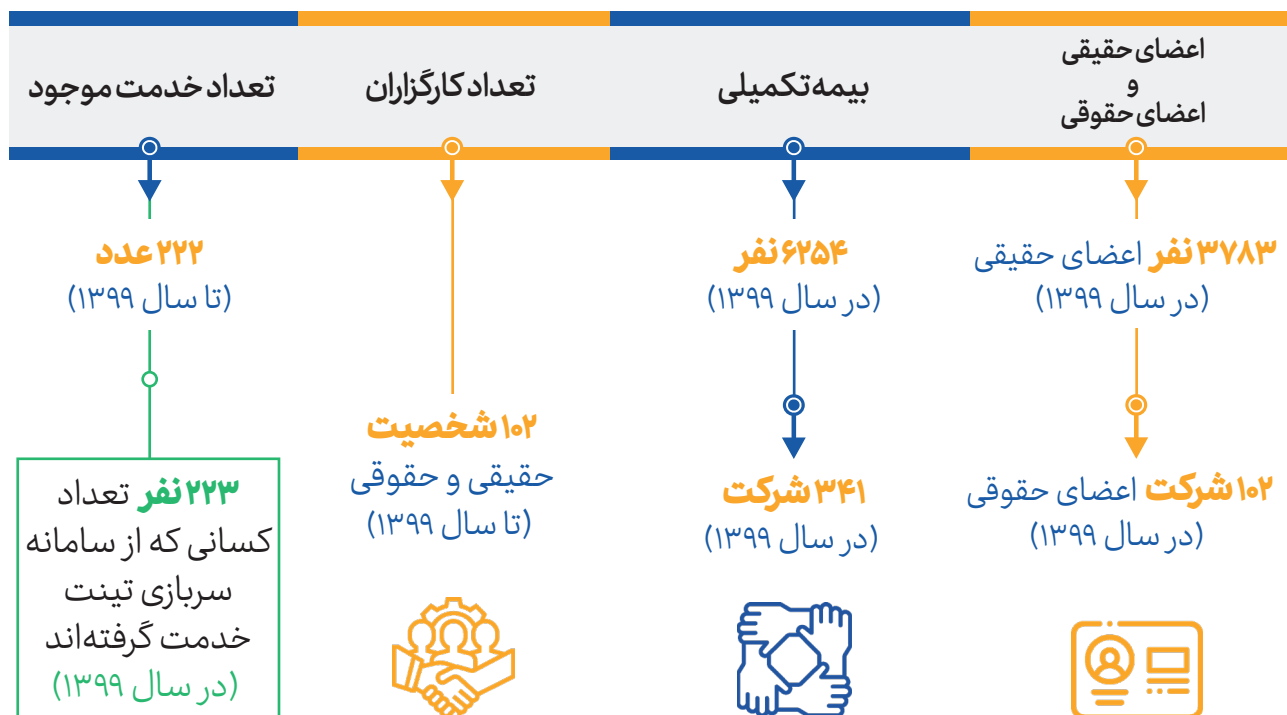 اعضای حقیقی
و
اعضای حقوقی
بیمه تکمیلی
تعداد کارگزاران
تعداد خدمت موجود
۳۷۸۳ نفر اعضای حقیقی
(در سال ۱۳۹۹)
۱۰۲ شرکت اعضای حقوقی
(در سال ۱۳۹۹)
۶۲۵۴ نفر
(در سال ۱۳۹۹)
۳۴۱ شرکت
(در سال ۱۳۹۹)
۱۰۲ شخصیت
حقیقی و حقوقی
(تا سال ۱۳۹۹)
۲۲۲ عدد
(تا سال ۱۳۹۹)
۲۲۳ نفر تعداد
کسانی که از سامانه
سربازی تینت
خدمت گرفته‌اند
(در سال ۱۳۹۹)